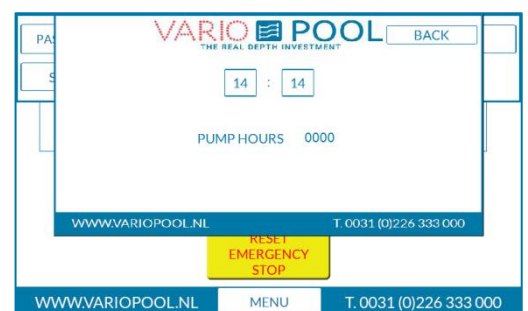 PAS
VARIO POOL
THE REAL DEPTH INVESTMENT
BACK
S
14 : 14
PUMP HOURS 0000
WWW.VARIOPOOL.NL T. 0031 (0)226 333 000
RESET
EMERGENCY
STOP
WWW.VARIOPOOL.NL MENU T. 0031 (0)226 333 000